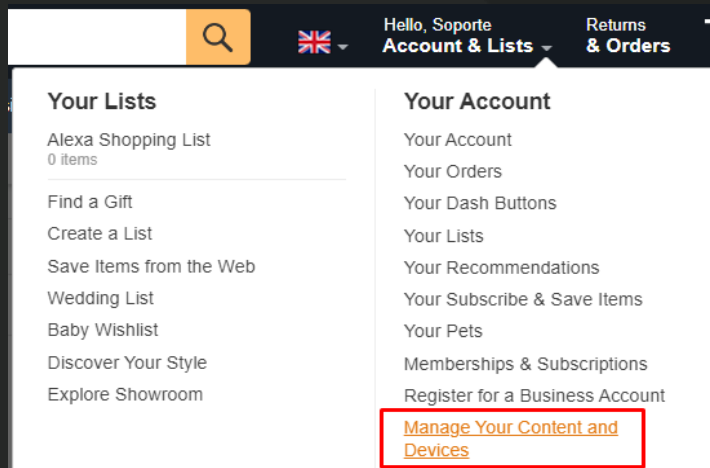 Hello, Soporte
Account & Lists
Returns
& Orders
Your Lists
Alexa Shopping List
0 items
Find a Gift
Create a List
Save Items from the Web
Wedding List
Baby Wishlist
Discover Your Style
Explore Showroom
Your Account
Your Account
Your Orders
Your Dash Buttons
Your Lists
Your Recommendations
Your Subscribe & Save Items
Your Pets
Memberships & Subscriptions
Register for a Business Account
Manage Your Content and
Devices